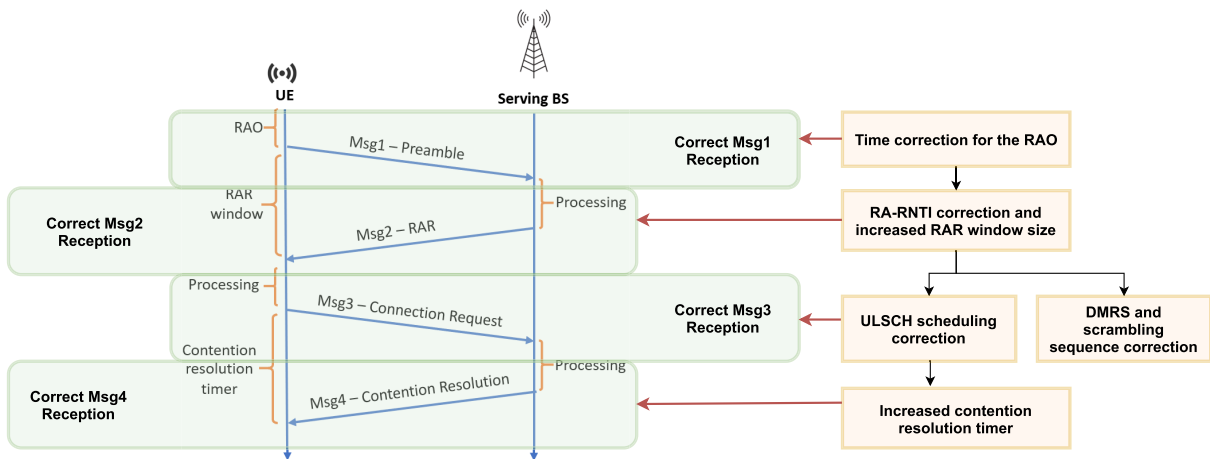 UE
Serving BS
RAO
Msg1 – Preamble
Correct Msg1
Reception
Time correction for the RAO
RAR
window
Processing
Correct Msg2
Reception
Msg2 – RAR
RA-RNTI correction and
increased RAR window size
Processing
Msg3 – Connection Request
Correct Msg3
Reception
ULSCH scheduling
correction
DMRS and
scrambling
sequence correction
Contention
resolution
timer
Processing
Correct Msg4
Reception
Msg4 – Contention Resolution
Increased contention
resolution timer